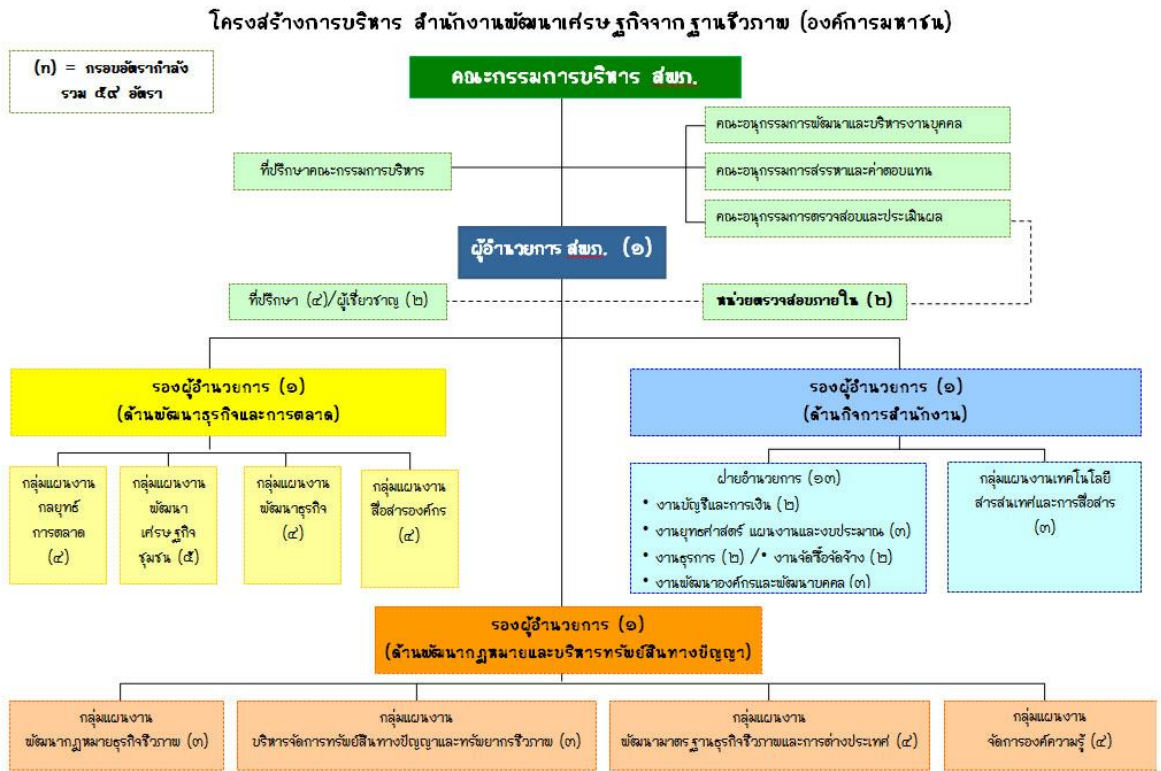 โครงสร้างการบริหาร สำนักงานพัฒนาเศรษฐกิจจากฐานชีวภาพ (องค์การมหาชน)
(n) = กรอบอัตรากำลัง
รวม ๕๙ อัตรา
คณะกรรมการบริหาร สพภ.
คณะอนุกรรมการพัฒนาและบริหารงานบุคคล
ที่ปรึกษาคณะกรรมการบริหาร
คณะอนุกรรมการสรรหาและค่าตอบแทน
คณะอนุกรรมการตรวจสอบและประเมินผล
ผู้อำนวยการ สพภ. (๑)
ที่ปรึกษา (๔)/ผู้เชี่ยวชาญ (๒)
หน่วยตรวจสอบภายใน (๒)
รองผู้อำนวยการ (๑)
(ด้านพัฒนาธุรกิจและการตลาด)
รองผู้อำนวยการ (๑)
(ด้านกิจการสำนักงาน)
กลุ่มแผนงาน
กลยุทธ์
การตลาด
(๔)
กลุ่มแผนงาน
พัฒนา
เศรษฐกิจ
ชุมชน (๕)
กลุ่มแผนงาน
พัฒนาธุรกิจ
(๔)
กลุ่มแผนงาน
สื่อสารองค์กร
(๔)
ฝ่ายอำนวยการ (๑๓)
• งานบัญชีและการเงิน (๒)
• งานยุทธศาสตร์ แผนงานและงบประมาณ (๓)
• งานธุรการ (๒) /• งานจัดซื้อจัดจ้าง (๒)
• งานพัฒนาองค์กรและพัฒนาบุคคล (๓)
กลุ่มแผนงานเทคโนโลยี
สารสนเทศและการสื่อสาร
(๓)
รองผู้อำนวยการ (๑)
(ด้านพัฒนากฎหมายและบริหารทรัพย์สินทางปัญญา)
กลุ่มแผนงาน
พัฒนากฎหมายธุรกิจชีวภาพ (๓)
กลุ่มแผนงาน
บริหารจัดการทรัพย์สินทางปัญญาและทรัพยากรชีวภาพ (๓)
กลุ่มแผนงาน
พัฒนามาตรฐานธุรกิจชีวภาพและการต่างประเทศ (๔)
กลุ่มแผนงาน
จัดการองค์ความรู้ (๔)